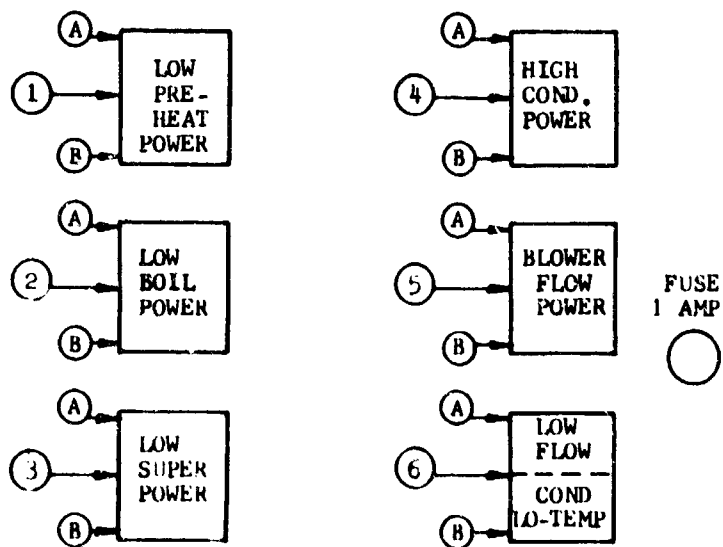 A
1
B
LOW
PRE-
HEAT
POWER
A
4
B
HIGH
COND.
POWER
A
2
B
LOW
BOIL
POWER
A
5
B
BLOWER
FLOW
POWER
FUSE
1 AMP
A
3
B
LOW
SUPER
POWER
A
6
B
LOW
FLOW
COND
LO-TEMP